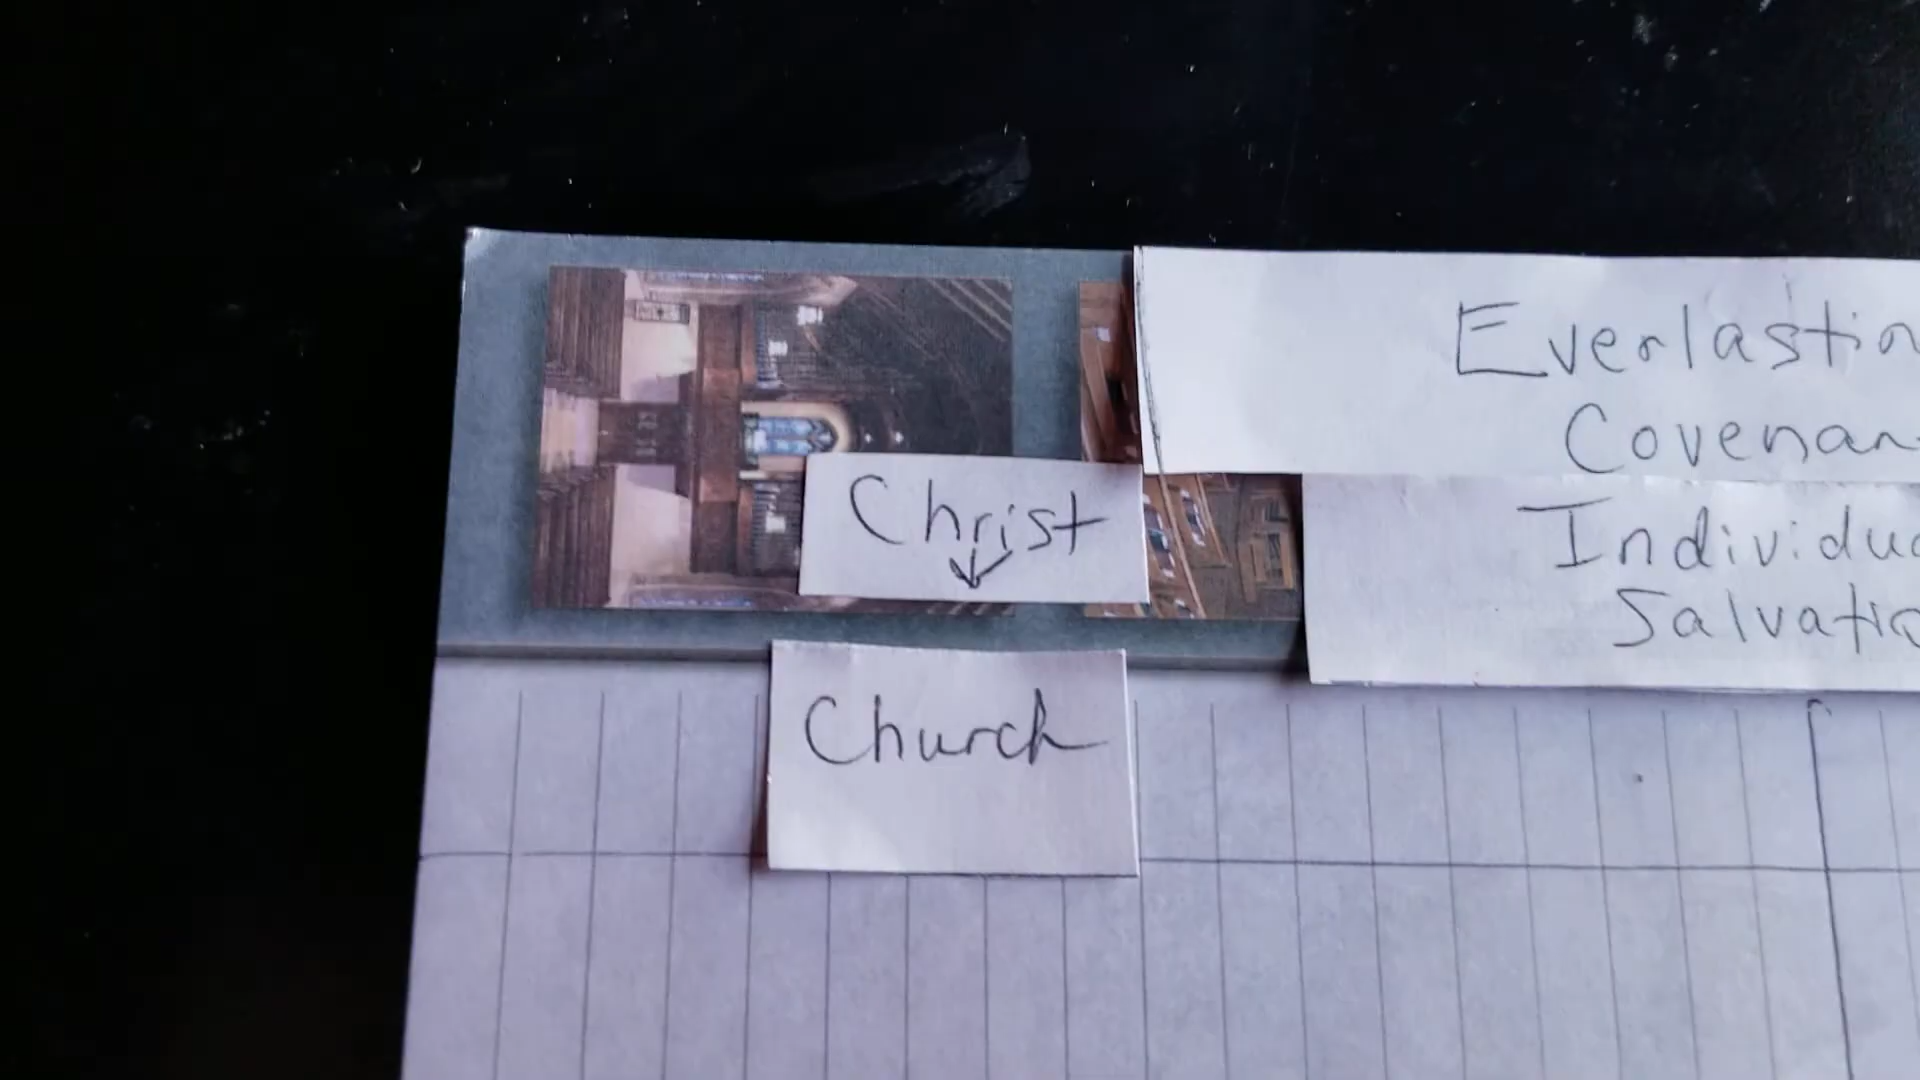 Everlastin
Covenan
Christ
Individu
Salvatio
Church